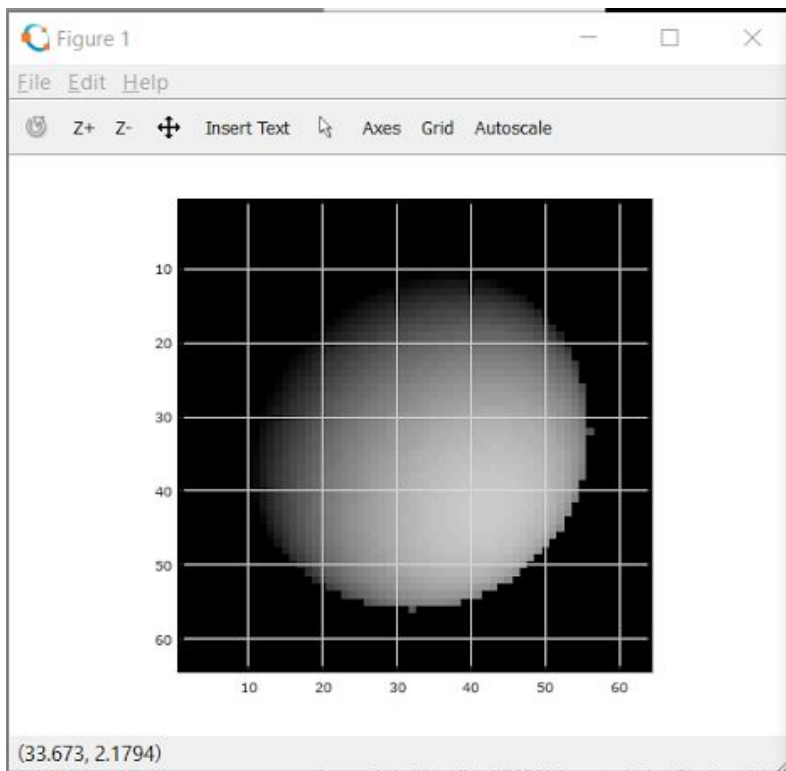 Figure 1
File Edit Help
Z+ Z- Insert Text Axes Grid Autoscale
10
20
30
40
50
60
10 20 30 40 50 60
(33.673, 2.1794)